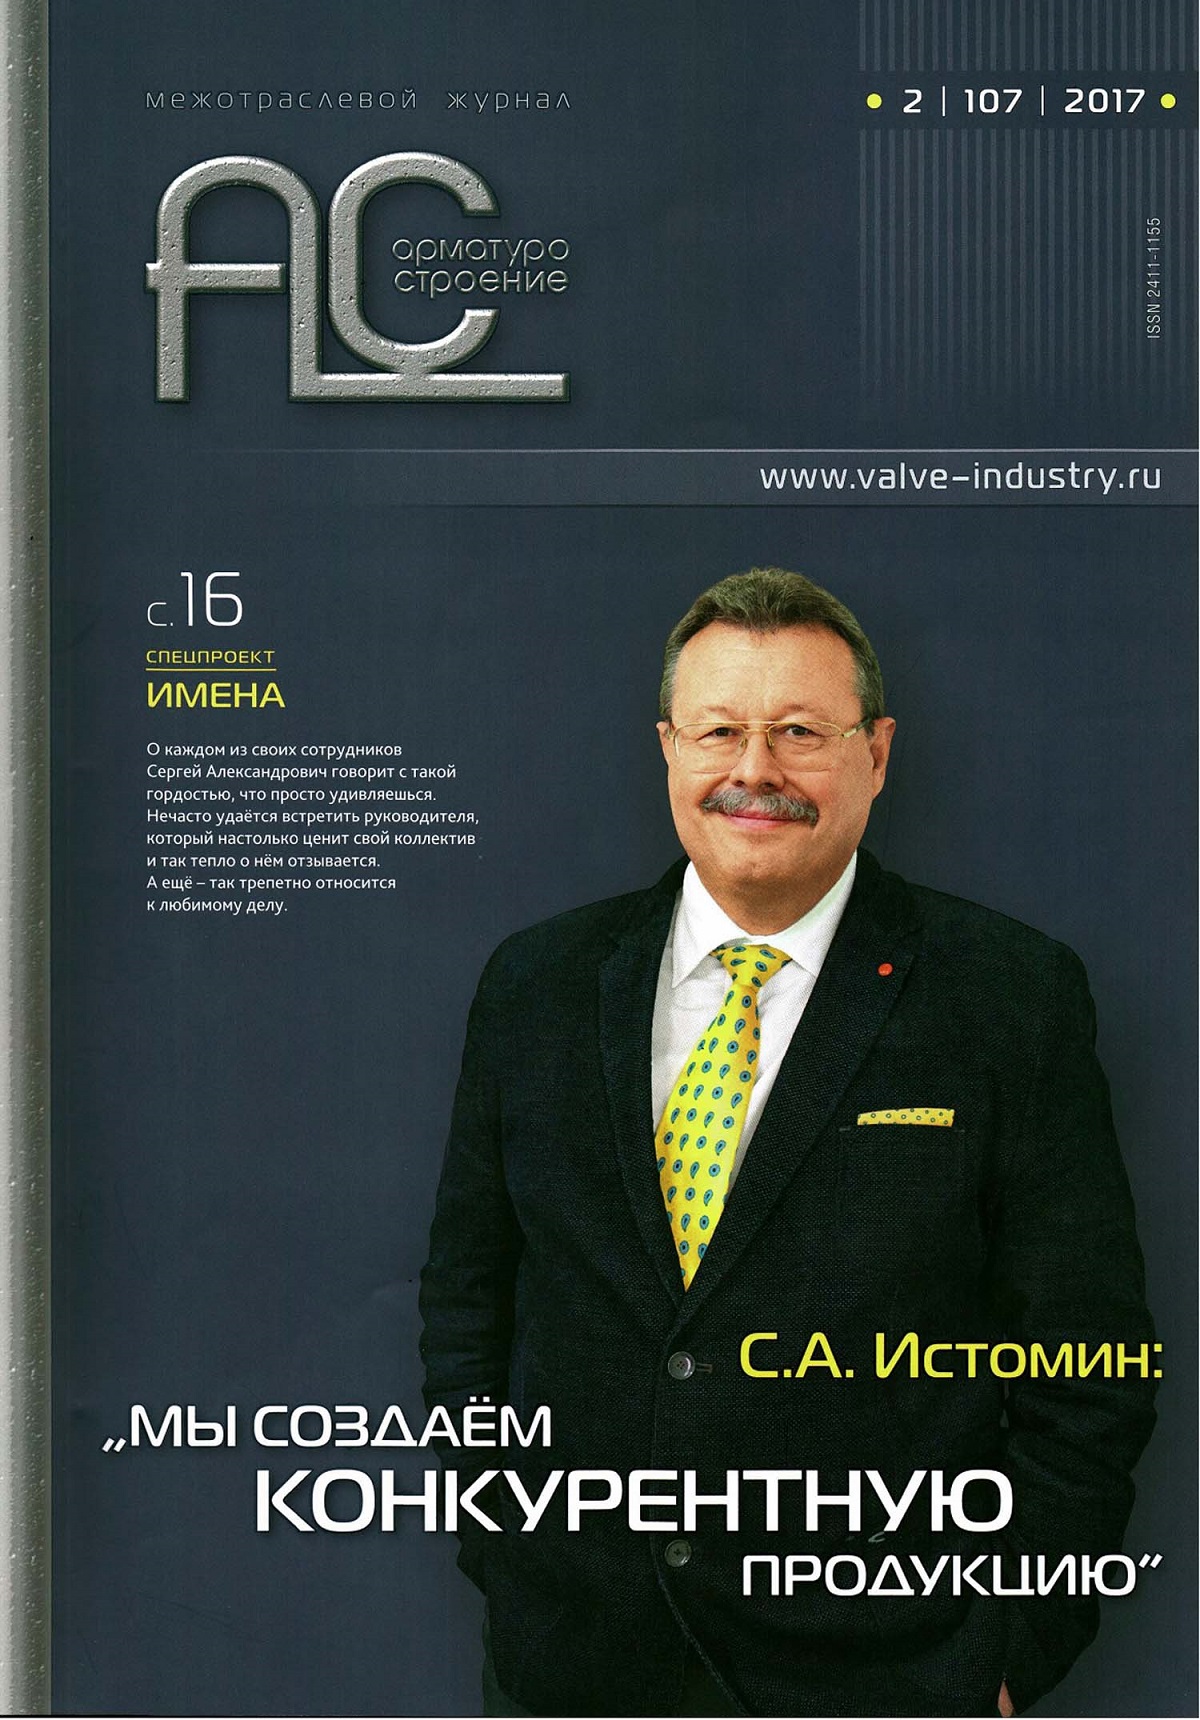 межотраслевой журнал
2 | 107 | 2017
АС
арматуро
строение
ISSN 2411-1155
www.valve-industry.ru
с.16
СПЕЦПРОЕКТ
ИМЕНА
О каждом из своих сотрудников
Сергей Александрович говорит с такой
гордостью, что просто удивляешься.
Нечасто удаётся встретить руководителя,
который настолько ценит свой коллектив
и так тепло о нём отзывается.
А ещё – так трепетно относится
к любимому делу.
С.А. Истомин:
„МЫ СОЗДАЁМ
КОНКУРЕНТНУЮ
ПРОДУКЦИЮ“